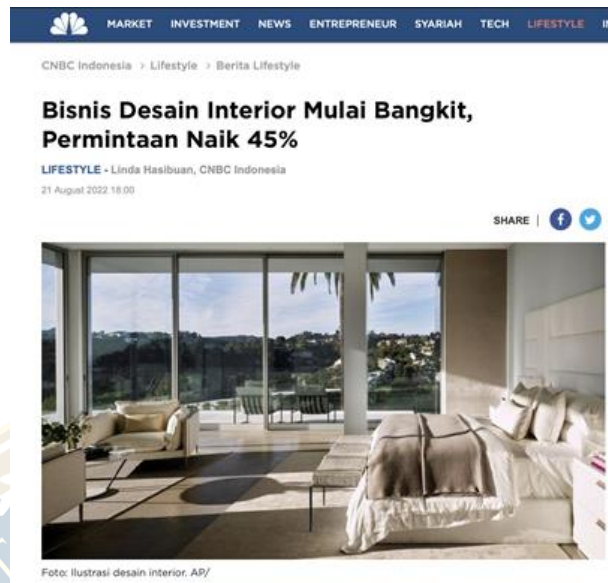 MARKET INVESTMENT NEWS ENTREPRENEUR SYARIAH TECH LIFESTYLE
CNBC Indonesia > Lifestyle > Berita Lifestyle
Bisnis Desain Interior Mulai Bangkit,
Permintaan Naik 45%
LIFESTYLE - Linda Hasibuan, CNBC Indonesia
21 August 2022 18:00
SHARE |
Foto: Ilustrasi desain interior. AP/